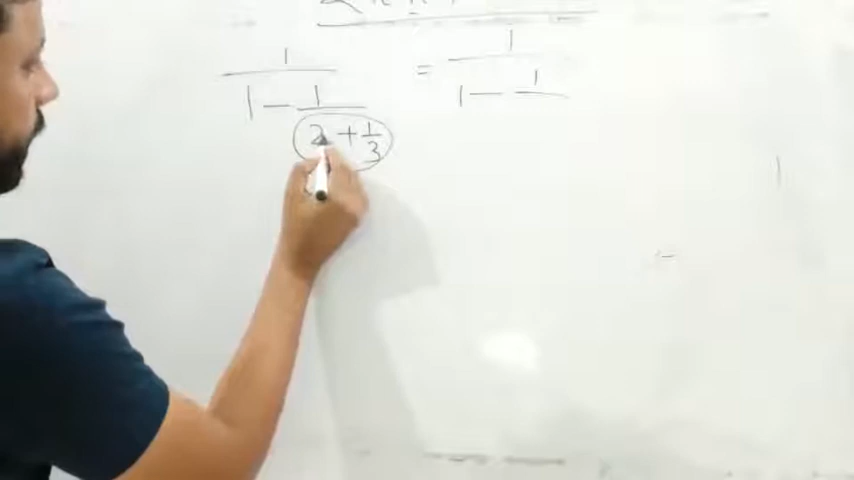 1 = 1
1 - 1 1 - 1
2 + 1/3